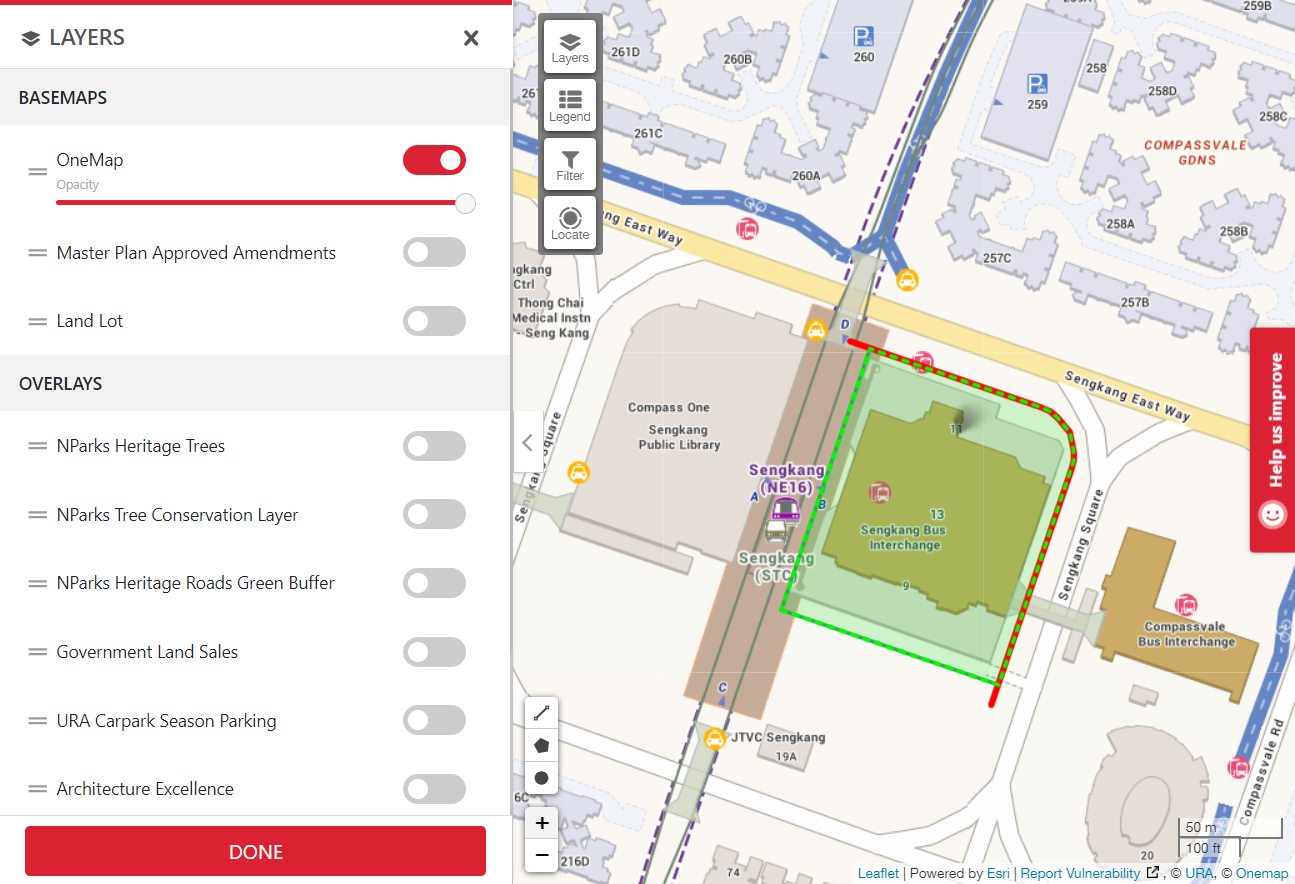 LAYERS
BASEMAPS
OneMap
Opacity
Master Plan Approved Amendments
Land Lot
OVERLAYS
NParks Heritage Trees
NParks Tree Conservation Layer
NParks Heritage Roads Green Buffer
Government Land Sales
URA Carpark Season Parking
Architecture Excellence
DONE
Layers
Legend
Filter
Locate
261D
260B
P
260
258
P
259
259B
258D
258C
COMPASSVALE
GDNS
261C
260A
258A
258B
257C
257B
ng East Way
ngkang
Ctrl
Thong Chai
Medical Instn
- Seng Kang
D
Sengkang East Way
Compass One
Sengkang
Public Library
Sengkang Square
11
Sengkang
(NE16)
A
B
13
Sengkang Bus
Interchange
Sengkang
(STC)
9
Sengkang Square
Compassvale
Bus Interchange
C
JTVC Sengkang
19A
Compassvale Rd
6C
216D
74
20
Help us improve
+
−
50 m
100 ft
Leaflet | Powered by Esri | Report Vulnerability , © URA, © Onemap